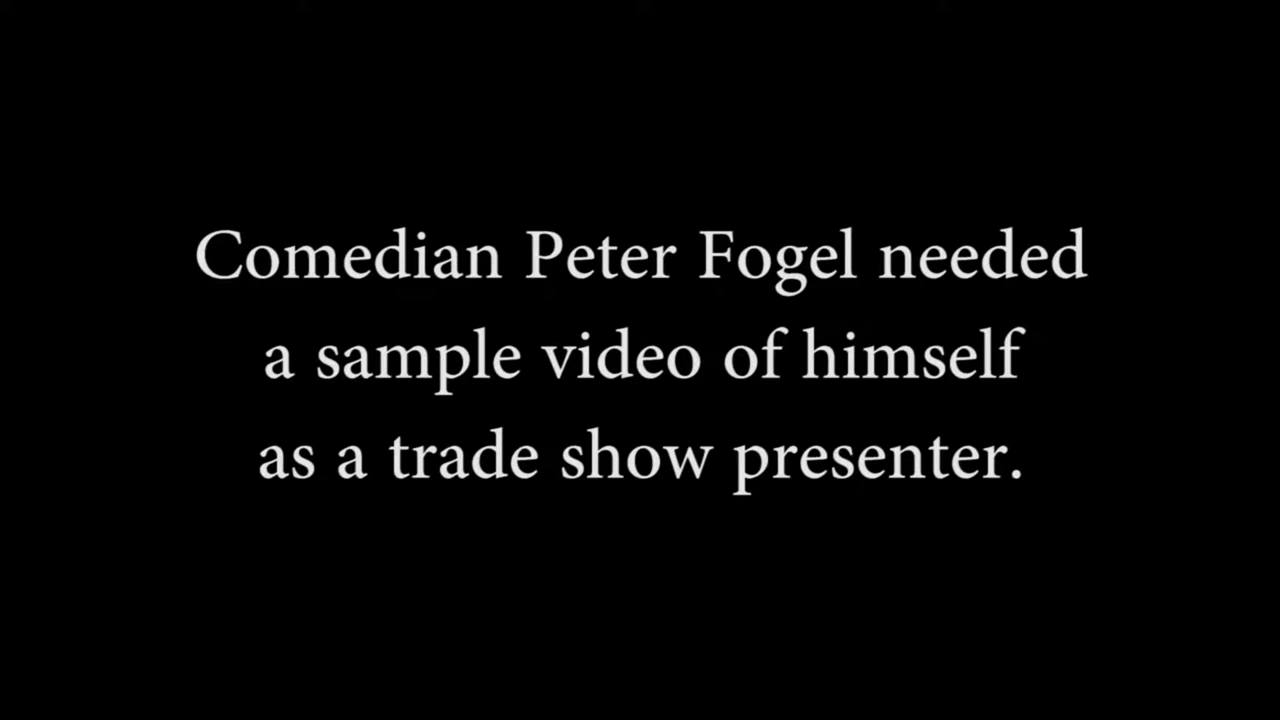 Comedian Peter Fogel needed
a sample video of himself
as a trade show presenter.